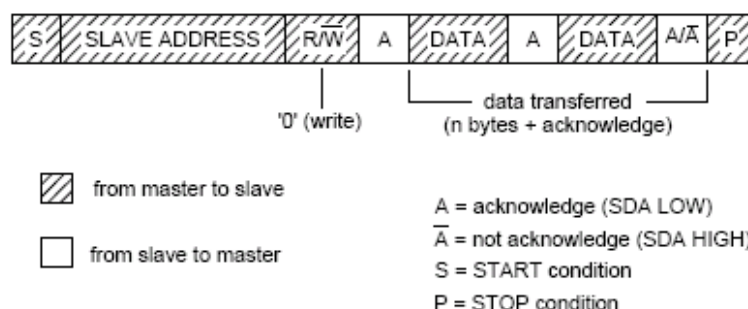 S SLAVE ADDRESS R/W̅ A DATA A DATA A/A̅ P
'0' (write)
data transferred
(n bytes + acknowledge)
from master to slave
from slave to master
A = acknowledge (SDA LOW)
A̅ = not acknowledge (SDA HIGH)
S = START condition
P = STOP condition